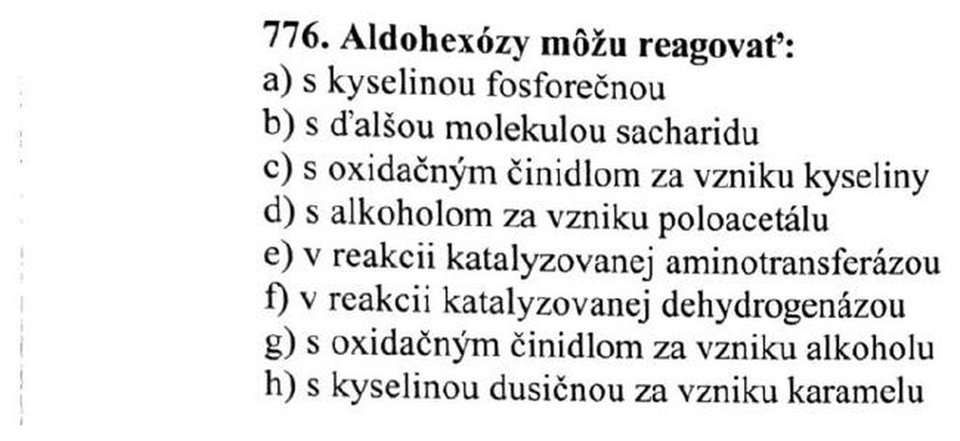 776. Aldohexózy môžu reagovať:
a) s kyselinou fosforečnou
b) s ďalšou molekulou sacharidu
c) s oxidačným činidlom za vzniku kyseliny
d) s alkoholom za vzniku poloacetálu
e) v reakcii katalyzovanej aminotransferázou
f) v reakcii katalyzovanej dehydrogenázou
g) s oxidačným činidlom za vzniku alkoholu
h) s kyselinou dusičnou za vzniku karamelu